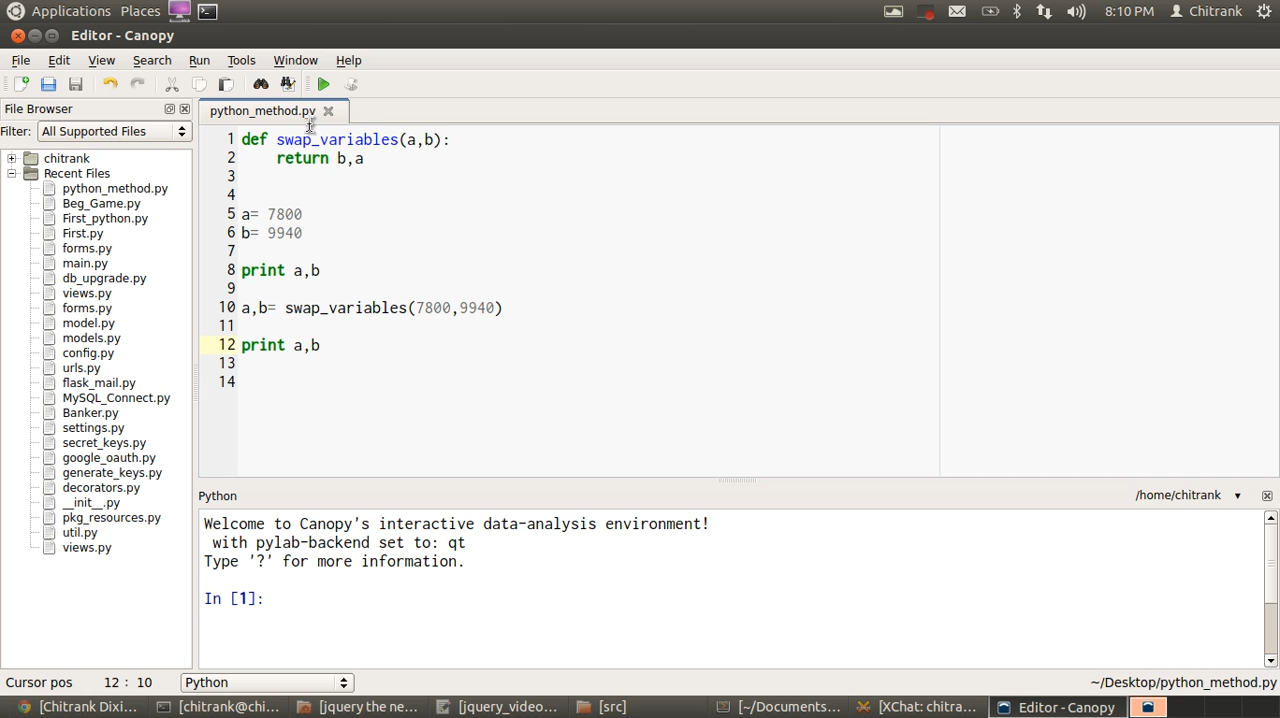 Applications Places 8:10 PM Chitrank
Editor - Canopy
File Edit View Search Run Tools Window Help
File Browser
Filter: All Supported Files
chitrank
Recent Files
python_method.py
Beg_Game.py
First_python.py
First.py
forms.py
main.py
db_upgrade.py
views.py
forms.py
model.py
models.py
config.py
urls.py
flask_mail.py
MySQL_Connect.py
Banker.py
settings.py
secret_keys.py
google_oauth.py
generate_keys.py
decorators.py
__init__.py
pkg_resources.py
util.py
views.py
python_method.py
1 def swap_variables(a,b):
2 return b,a
3
4
5 a= 7800
6 b= 9940
7
8 print a,b
9
10 a,b= swap_variables(7800,9940)
11
12 print a,b
13
14
Python /home/chitrank
Welcome to Canopy's interactive data-analysis environment!
with pylab-backend set to: qt
Type '?' for more information.
In [1]:
Cursor pos 12 : 10 Python ~/Desktop/python_method.py
[Chitrank Dixi... [chitrank@chi... [jquery the ne... [jquery_video... [src] [~/Documents... [XChat: chitra... Editor - Canopy